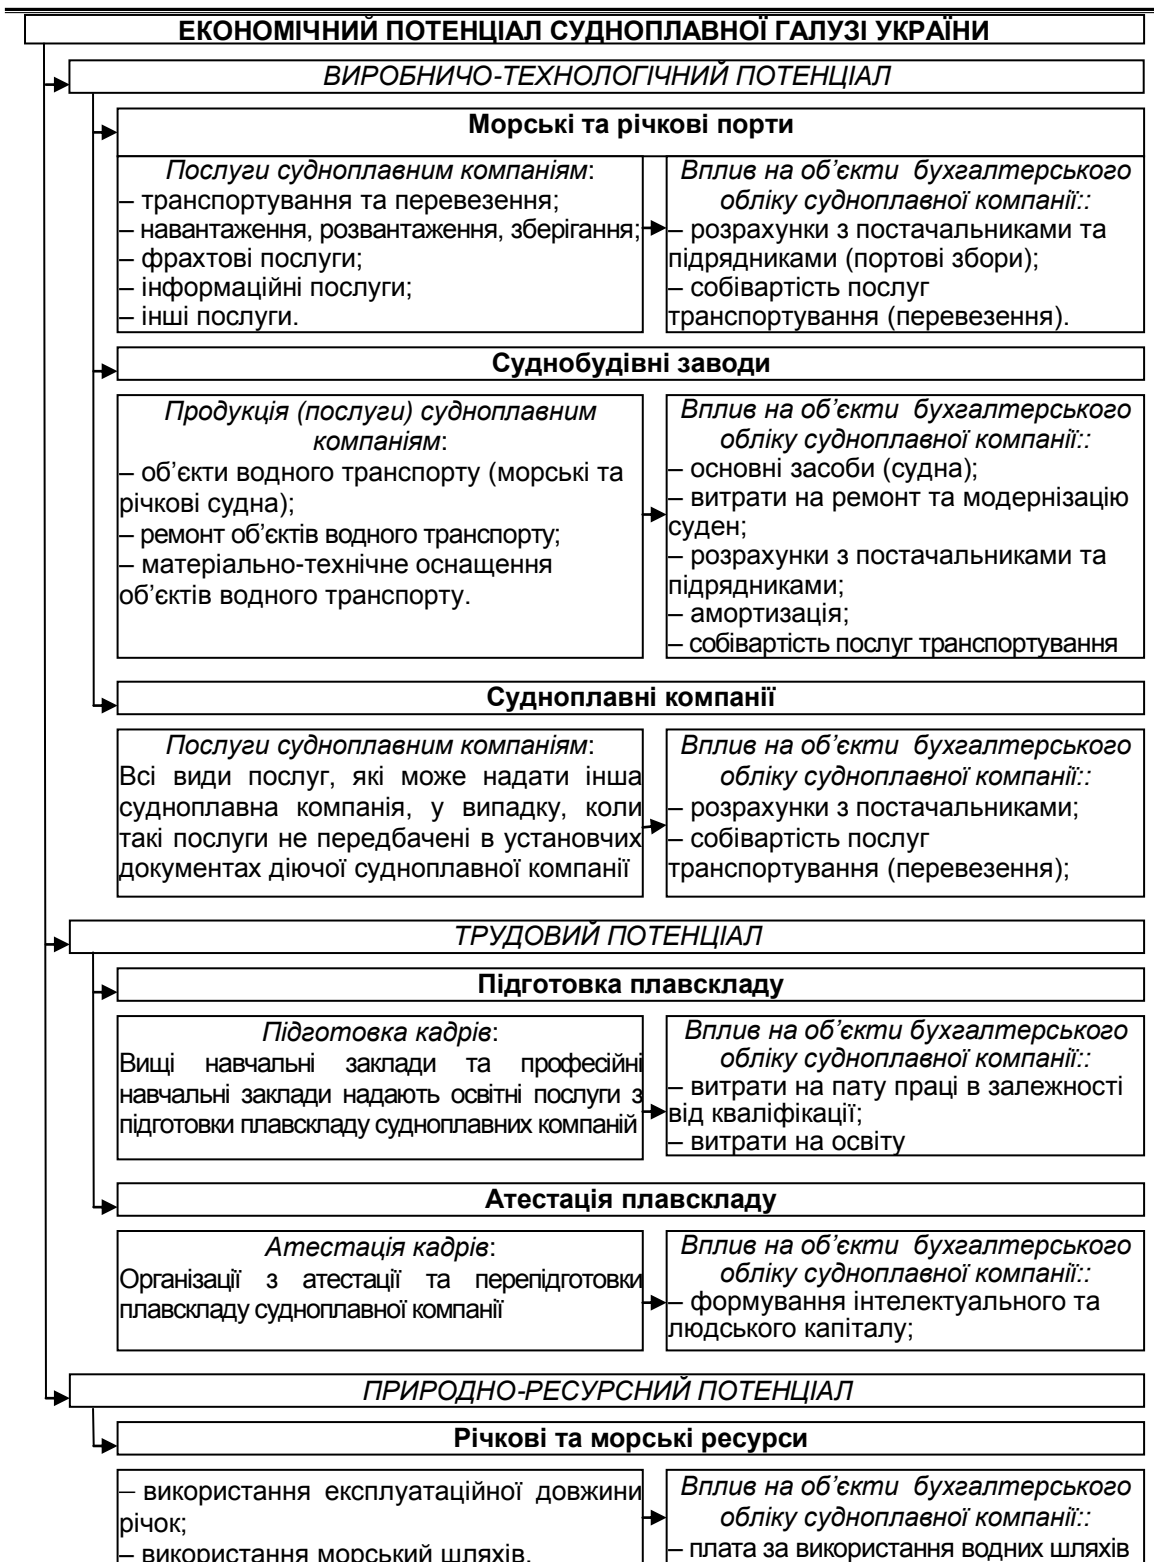 ЕКОНОМІЧНИЙ ПОТЕНЦІАЛ СУДНОПЛАВНОЇ ГАЛУЗІ УКРАЇНИ
ВИРОБНИЧО-ТЕХНОЛОГІЧНИЙ ПОТЕНЦІАЛ
Морські та річкові порти
Послуги судноплавним компаніям:
– транспортування та перевезення;
– навантаження, розвантаження, зберігання;
– фрахтові послуги;
– інформаційні послуги;
– інші послуги.
Вплив на об’єкти бухгалтерського
обліку судноплавної компанії::
– розрахунки з постачальниками та
підрядниками (портові збори);
– собівартість послуг
транспортування (перевезення).
Суднобудівні заводи
Продукція (послуги) судноплавним
компаніям:
– об’єкти водного транспорту (морські та
річкові судна);
– ремонт об’єктів водного транспорту;
– матеріально-технічне оснащення
об’єктів водного транспорту.
Вплив на об’єкти бухгалтерського
обліку судноплавної компанії::
– основні засоби (судна);
– витрати на ремонт та модернізацію
суден;
– розрахунки з постачальниками та
підрядниками;
– амортизація;
– собівартість послуг транспортування
Судноплавні компанії
Послуги судноплавним компаніям:
Всі види послуг, які може надати інша
судноплавна компанія, у випадку, коли
такі послуги не передбачені в установчих
документах діючої судноплавної компанії
Вплив на об’єкти бухгалтерського
обліку судноплавної компанії::
– розрахунки з постачальниками;
– собівартість послуг
транспортування (перевезення);
ТРУДОВИЙ ПОТЕНЦІАЛ
Підготовка плавскладу
Підготовка кадрів:
Вищі навчальні заклади та професійні
навчальні заклади надають освітні послуги з
підготовки плавскладу судноплавних компаній
Вплив на об’єкти бухгалтерського
обліку судноплавної компанії::
– витрати на пату праці в залежності
від кваліфікації;
– витрати на освіту
Атестація плавскладу
Атестація кадрів:
Організації з атестації та перепідготовки
плавскладу судноплавної компанії
Вплив на об’єкти бухгалтерського
обліку судноплавної компанії::
– формування інтелектуального та
людського капіталу;
ПРИРОДНО-РЕСУРСНИЙ ПОТЕНЦІАЛ
Річкові та морські ресурси
– використання експлуатаційної довжини
річок;
– використання морський шляхів.
Вплив на об’єкти бухгалтерського
обліку судноплавної компанії::
– плата за використання водних шляхів